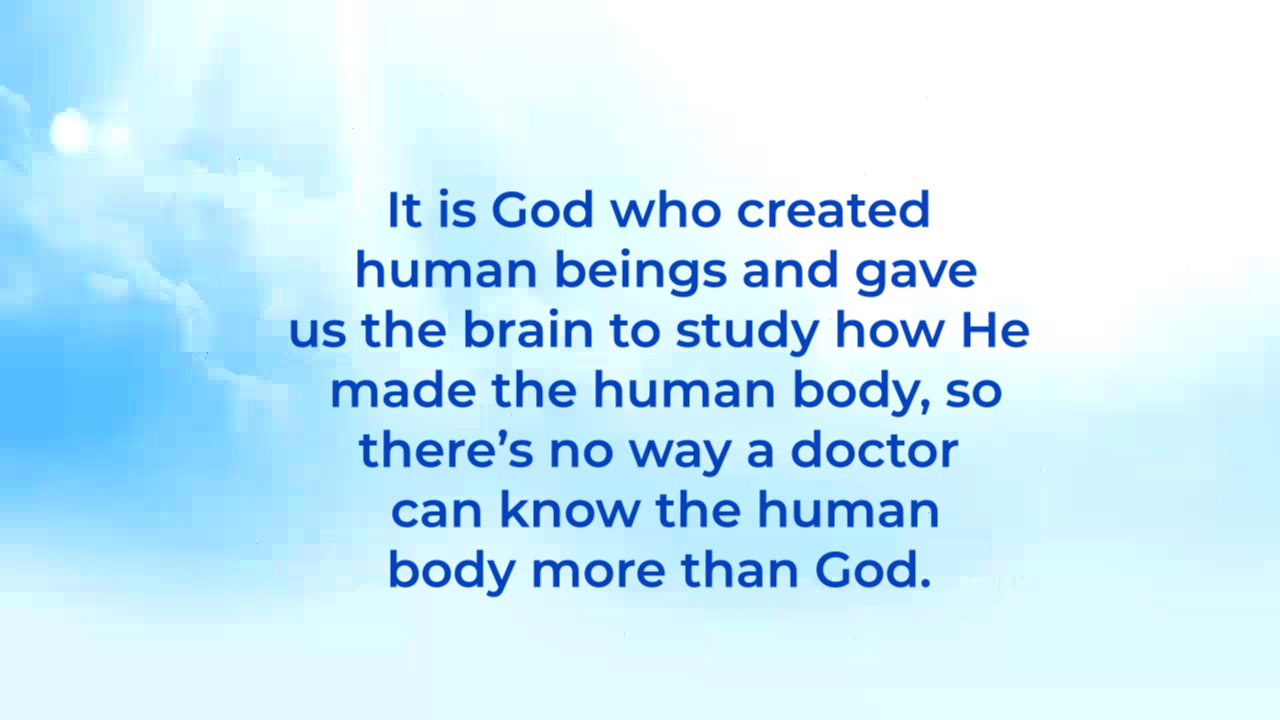 It is God who created
human beings and gave
us the brain to study how He
made the human body, so
there’s no way a doctor
can know the human
body more than God.